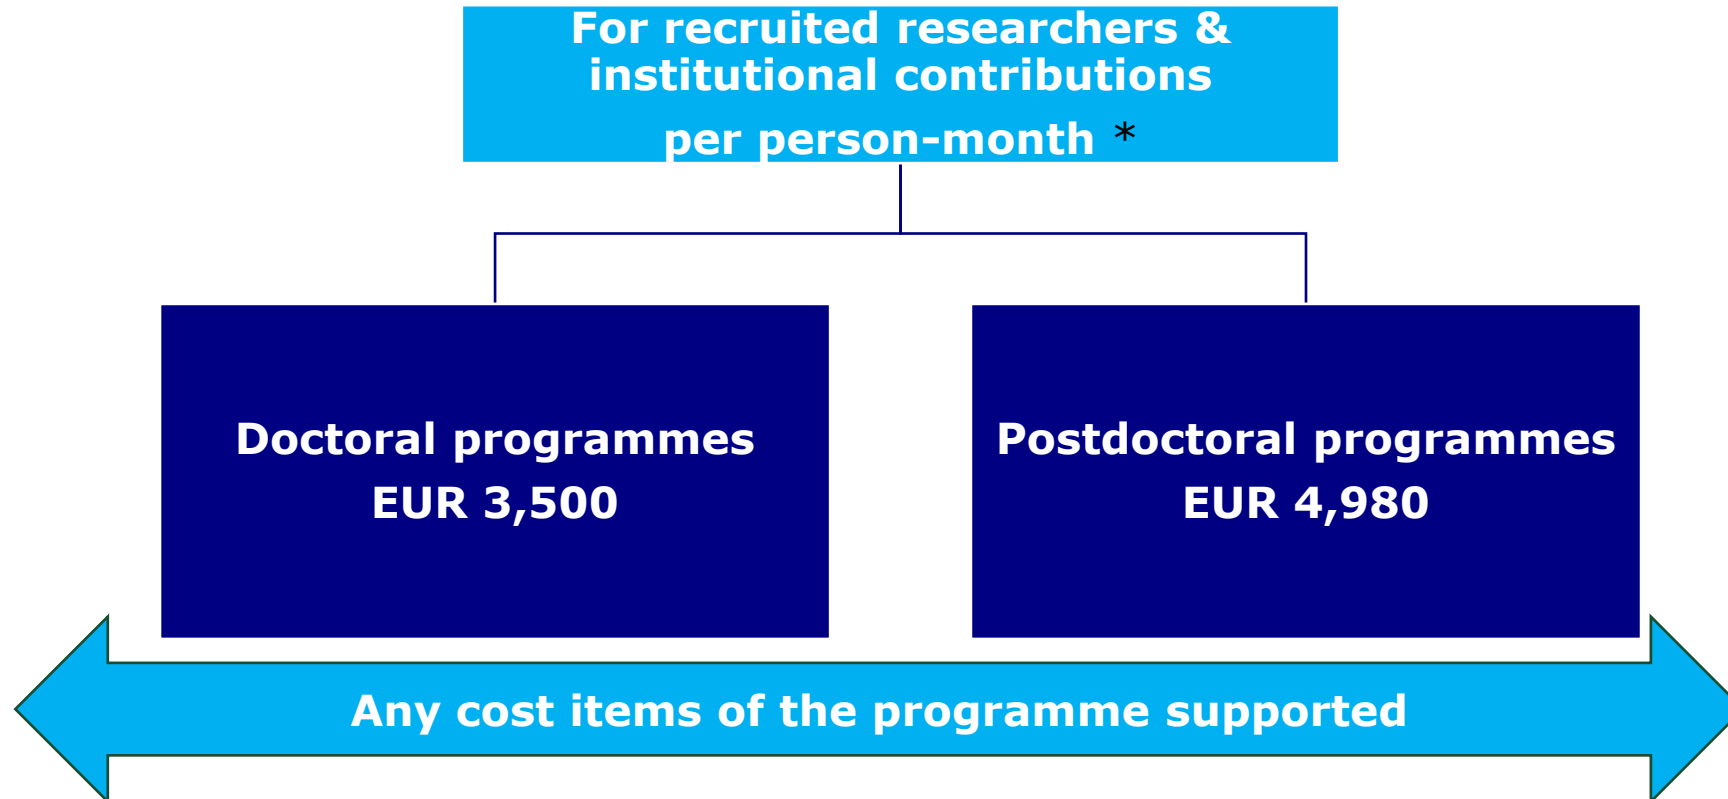 For recruited researchers &
institutional contributions
per person-month *
Doctoral programmes
EUR 3,500
Postdoctoral programmes
EUR 4,980
Any cost items of the programme supported